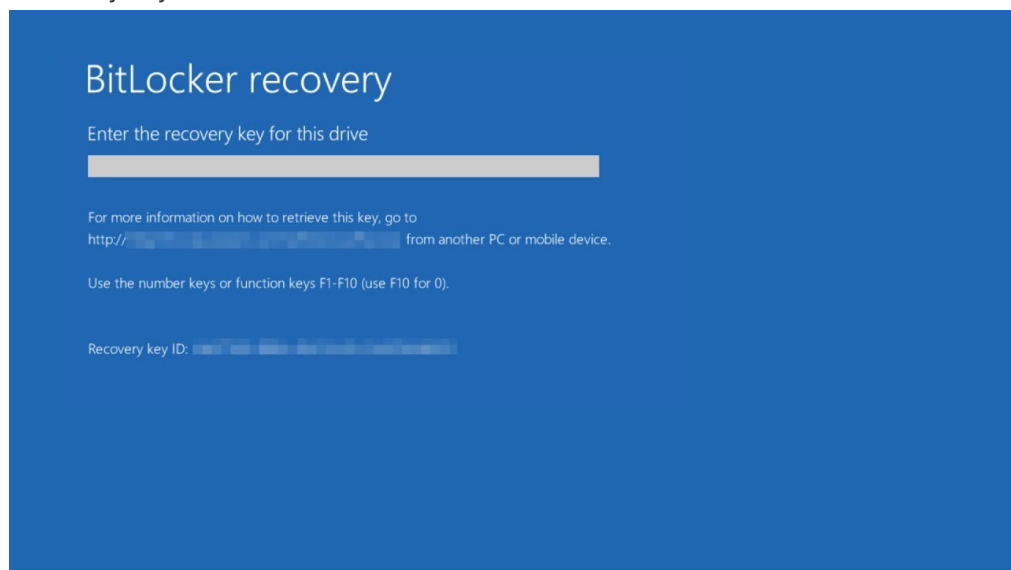 BitLocker recovery
Enter the recovery key for this drive
For more information on how to retrieve this key, go to
http:// from another PC or mobile device.
Use the number keys or function keys F1-F10 (use F10 for 0).
Recovery key ID: